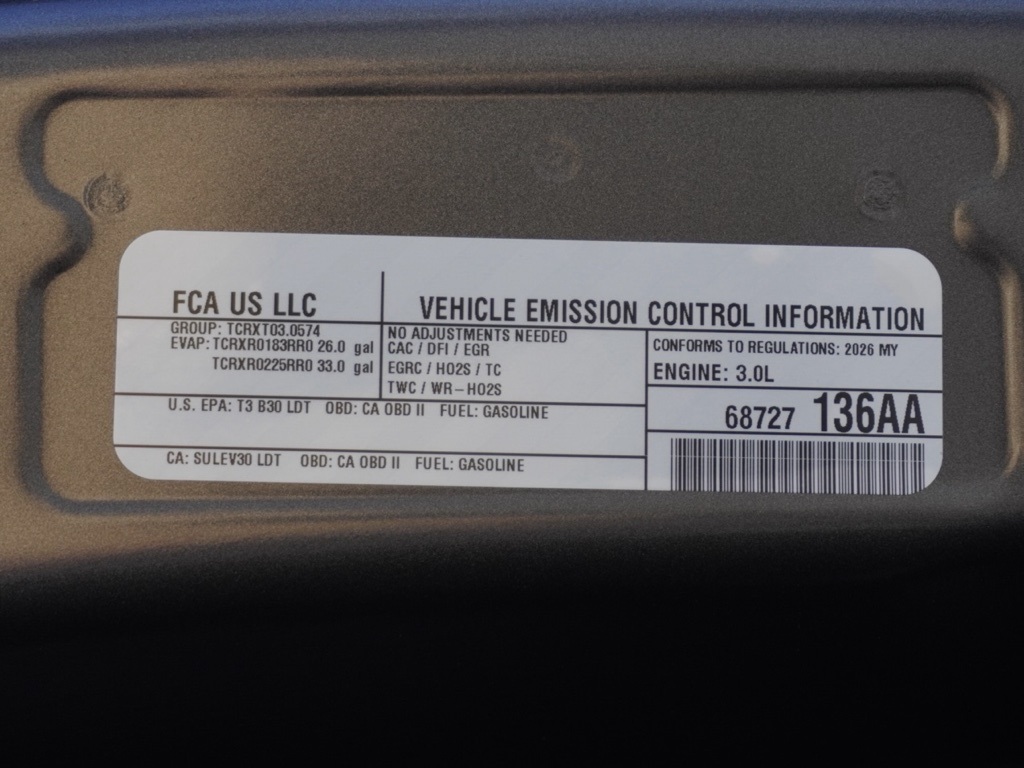 FCA US LLC
VEHICLE EMISSION CONTROL INFORMATION
GROUP: TCRXT03.0574
EVAP: TCRXR0183RR0 26.0 gal
TCRXR0225RR0 33.0 gal
NO ADJUSTMENTS NEEDED
CAC / DFI / EGR
EGRC / HO2S / TC
TWC / WR-HO2S
CONFORMS TO REGULATIONS: 2026 MY
ENGINE: 3.0L
U.S. EPA: T3 B30 LDT OBD: CA OBD II FUEL: GASOLINE
68727 136AA
CA: SULEV30 LDT OBD: CA OBD II FUEL: GASOLINE